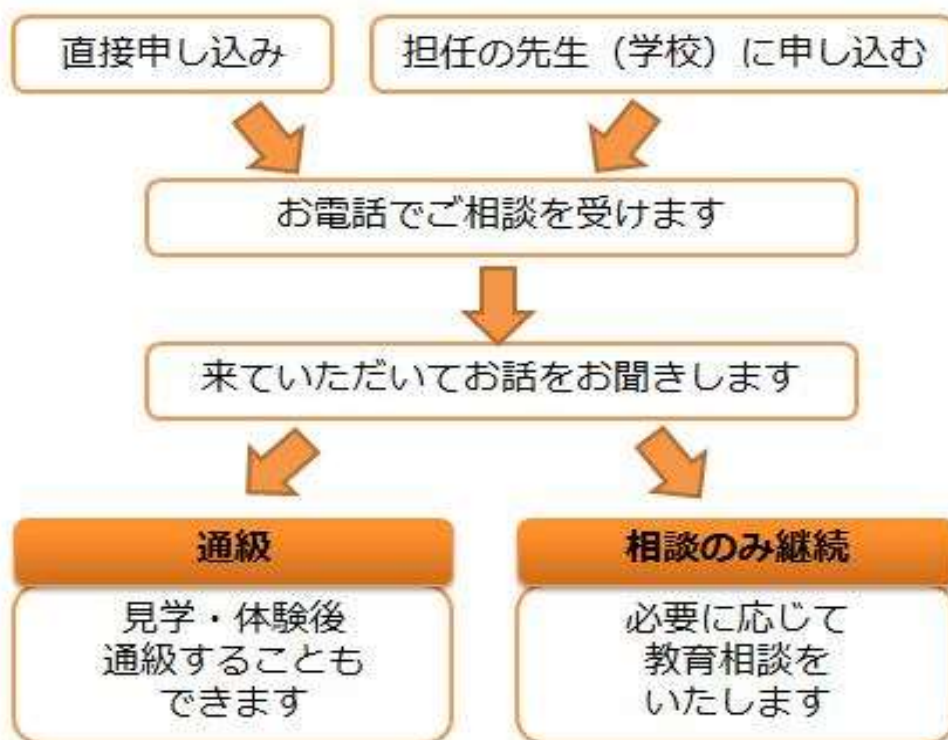 直接申し込み
担任の先生（学校）に申し込む
お電話でご相談を受けます
来ていただいてお話をお聞きします
通級
見学・体験後
通級することも
できます
相談のみ継続
必要に応じて
教育相談を
いたします